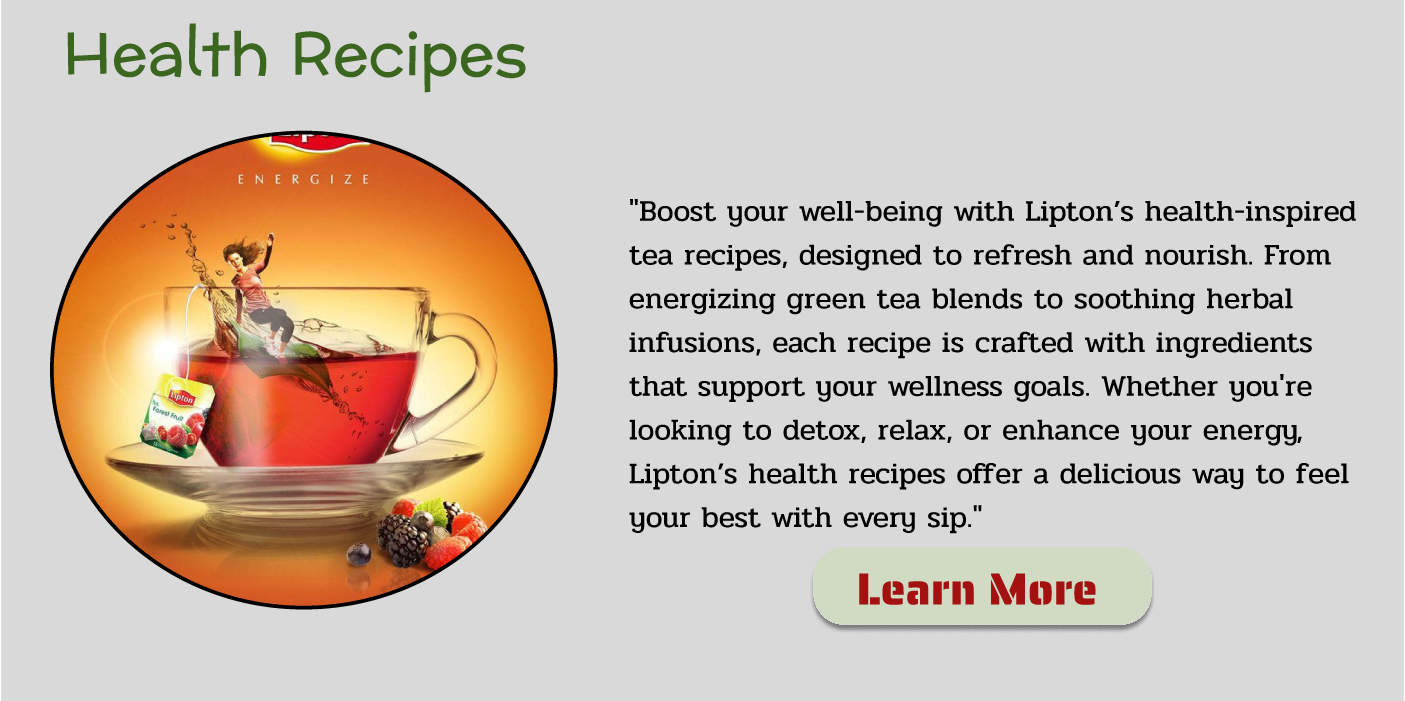 Health Recipes
ENERGIZE
Lipton
Forest Fruit
"Boost your well-being with Lipton’s health-inspired
tea recipes, designed to refresh and nourish. From
energizing green tea blends to soothing herbal
infusions, each recipe is crafted with ingredients
that support your wellness goals. Whether you're
looking to detox, relax, or enhance your energy,
Lipton’s health recipes offer a delicious way to feel
your best with every sip."
Learn More